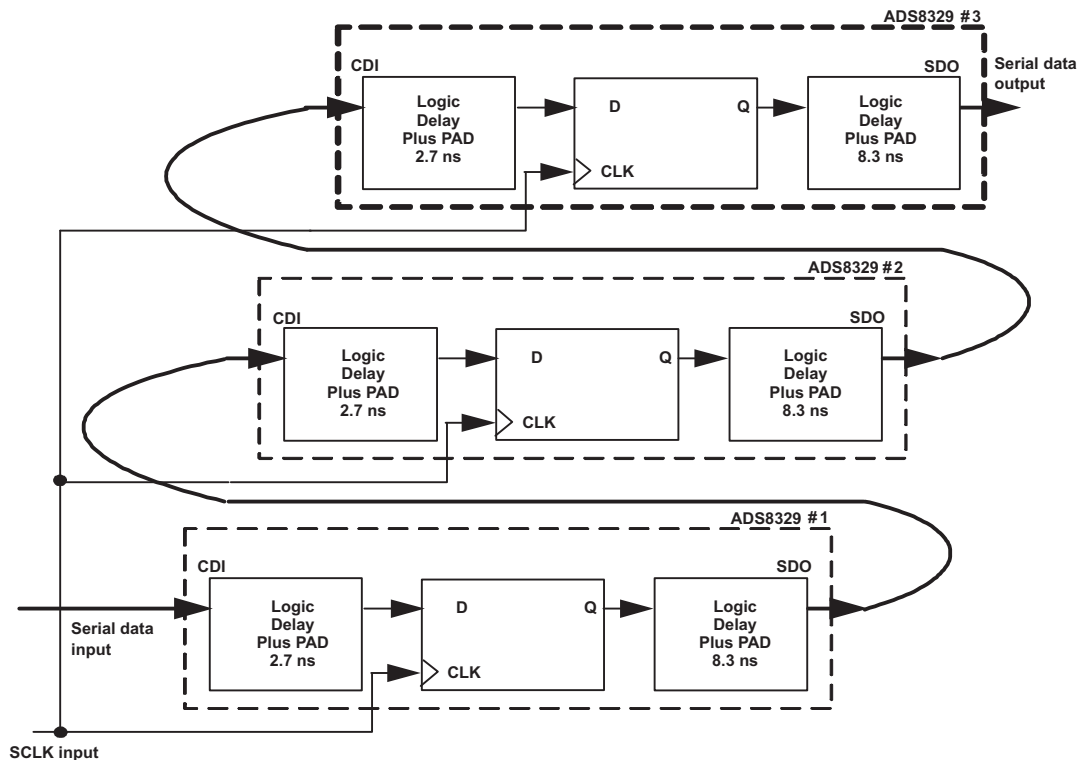 ADS8329 #3
CDI
SDO
Serial data
output
Logic
Delay
Plus PAD
2.7 ns
D
Q
CLK
Logic
Delay
Plus PAD
8.3 ns
ADS8329 #2
CDI
SDO
Logic
Delay
Plus PAD
2.7 ns
D
Q
CLK
Logic
Delay
Plus PAD
8.3 ns
ADS8329 #1
CDI
SDO
Serial data
input
Logic
Delay
Plus PAD
2.7 ns
D
Q
CLK
Logic
Delay
Plus PAD
8.3 ns
SCLK input